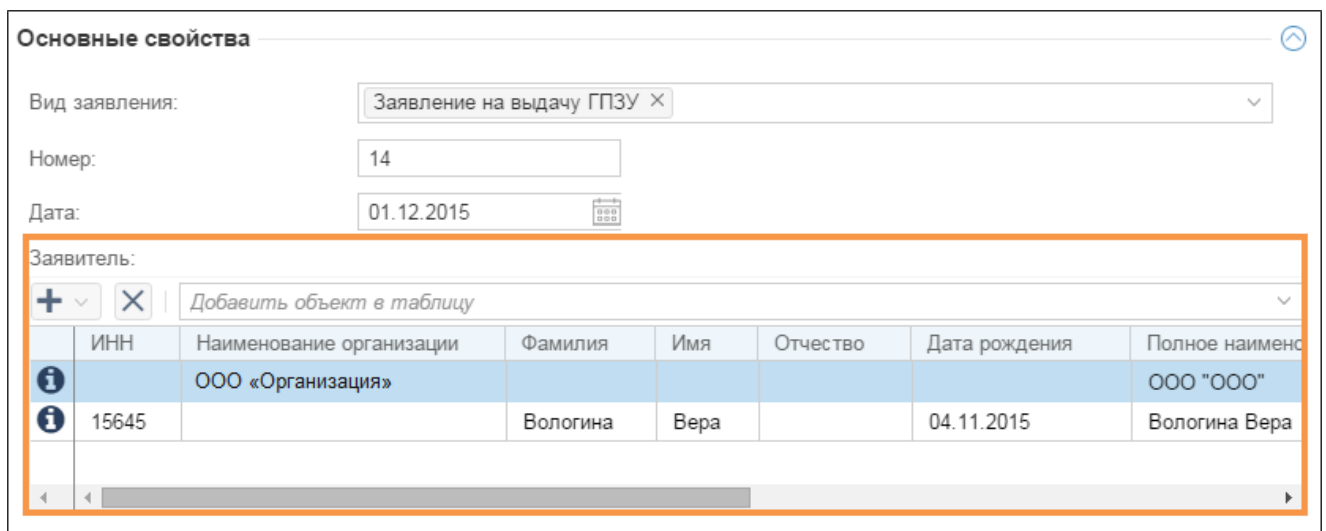 Основные свойства
Вид заявления: Заявление на выдачу ГПЗУ
Номер: 14
Дата: 01.12.2015
Заявитель:
Добавить объект в таблицу
ИНН Наименование организации Фамилия Имя Отчество Дата рождения Полное наимено
ООО «Организация» ООО "ООО"
15645 Вологина Вера 04.11.2015 Вологина Вера